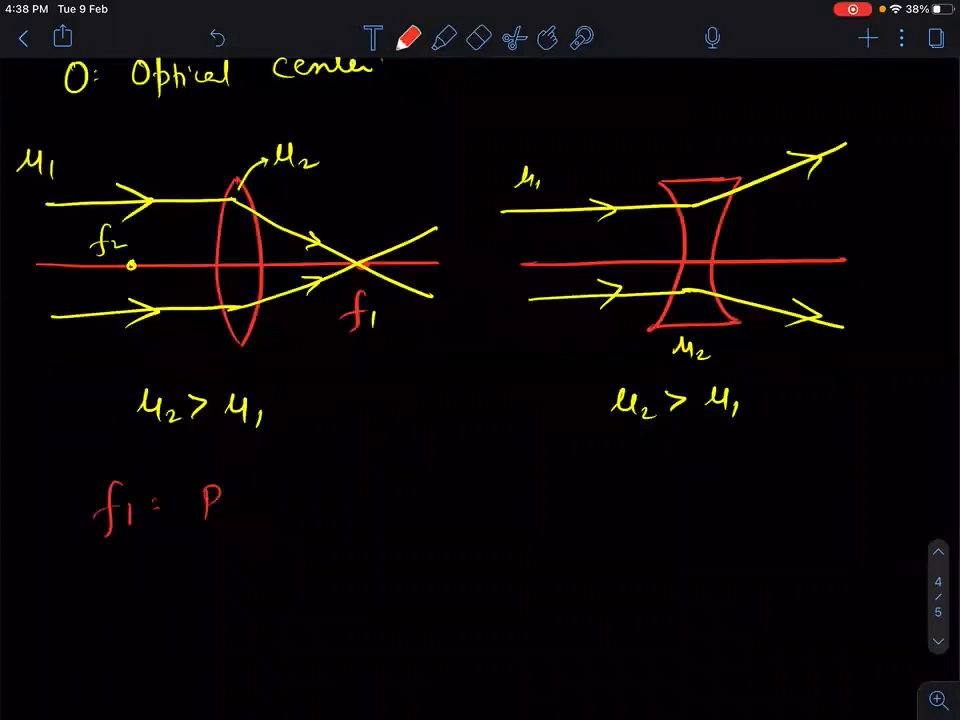 4:38 PM Tue 9 Feb
38%
T
O: Optical center
μ1
μ2
μ1
f2
f1
μ2
μ2 > μ1
μ2 > μ1
f1 = P
4 / 5